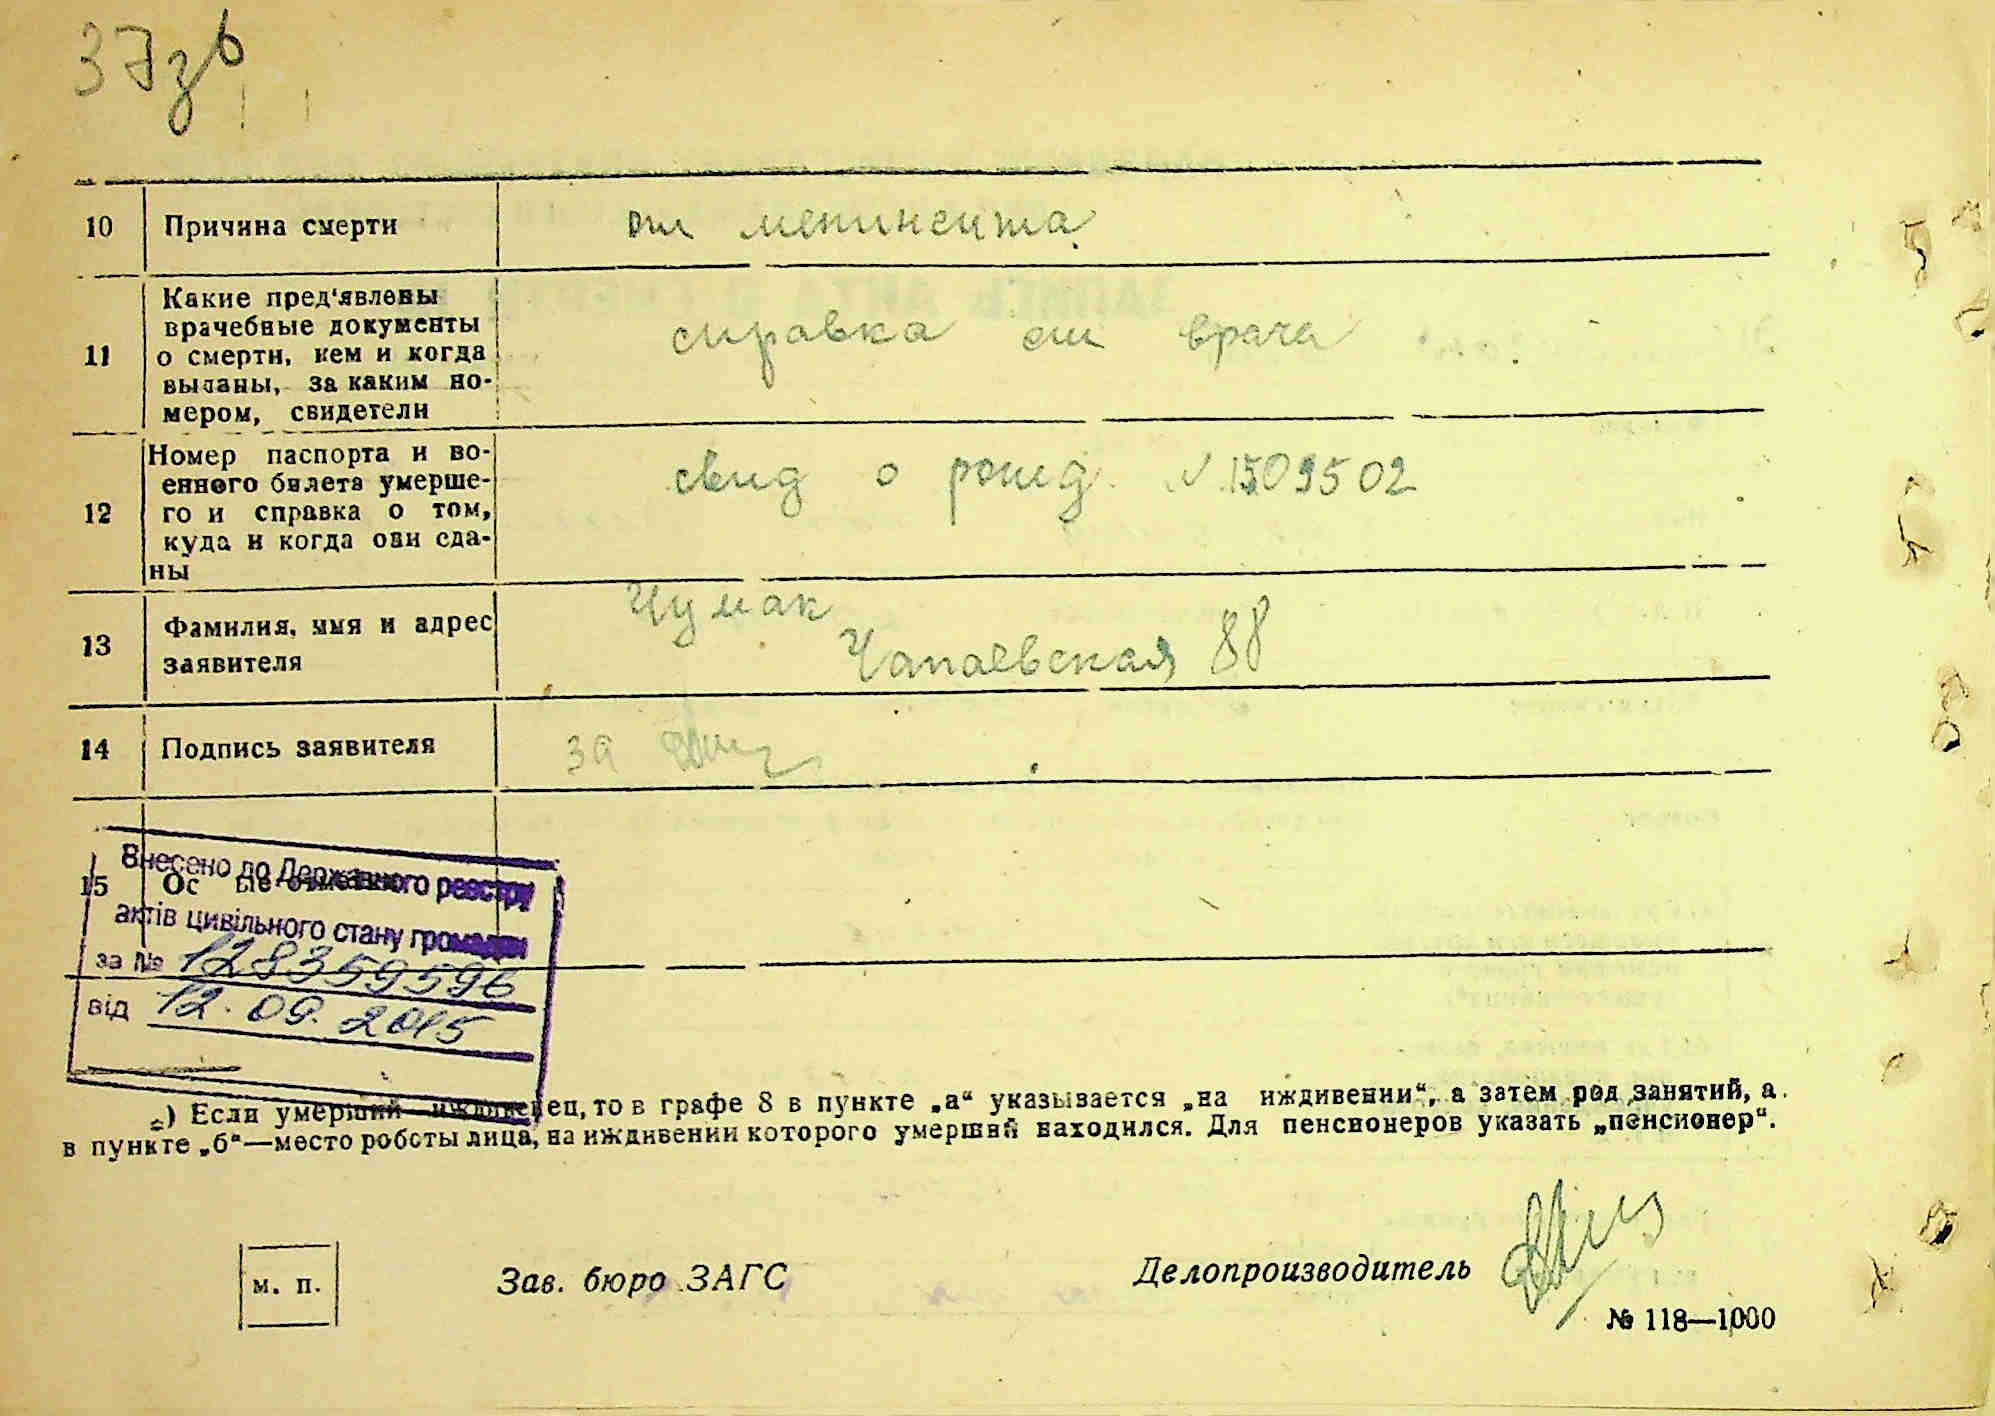 37зв
10 Причина смерти от менингита
11 Какие пред'явлены
врачебные документы
о смерти, кем и когда справка от врача
выданы, за каким но-
мером, свидетели
12 Номер паспорта и во-
енного билета умерше- свид о рожд. № 1509502
го и справка о том,
куда и когда они сда-
ны
13 Фамилия, имя и адрес Чумак
заявителя Чапаевская 88
14 Подпись заявителя за
Внесено до Державного реєстру
15 Ос ые
актів цивільного стану громадян
за № 128359596
від 12.09.2015
*) Если умерший иждивенец, то в графе 8 в пункте „а“ указывается „на иждивении“, а затем род занятий, а
в пункте „б“—место роботы лица, на иждивении которого умерший находился. Для пенсионеров указать „пенсионер“.
м. п. Зав. бюро ЗАГС Делопроизводитель
№ 118—1000